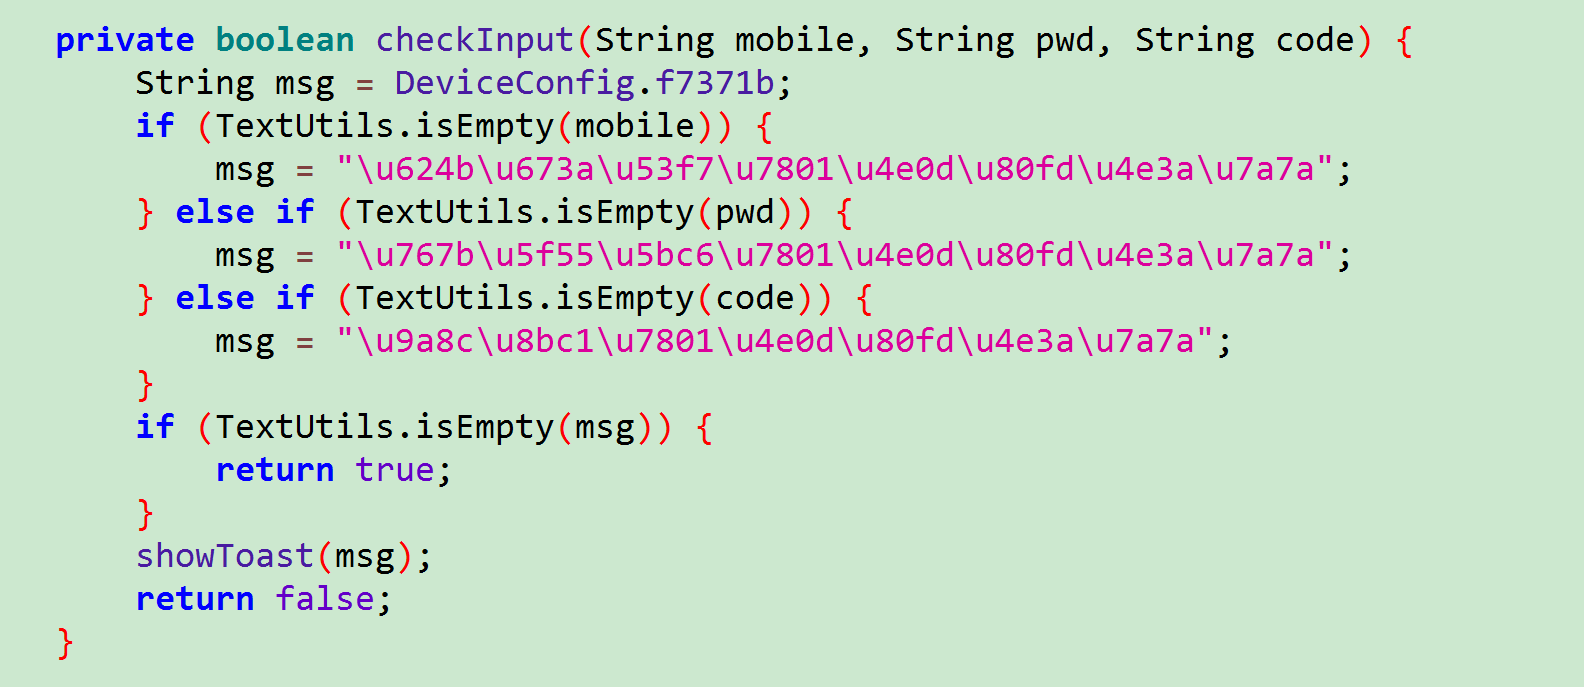 private boolean checkInput(String mobile, String pwd, String code) {
String msg = DeviceConfig.f7371b;
if (TextUtils.isEmpty(mobile)) {
msg = "\u624b\u673a\u53f7\u7801\u4e0d\u80fd\u4e3a\u7a7a";
} else if (TextUtils.isEmpty(pwd)) {
msg = "\u767b\u5f55\u5bc6\u7801\u4e0d\u80fd\u4e3a\u7a7a";
} else if (TextUtils.isEmpty(code)) {
msg = "\u9a8c\u8bc1\u7801\u4e0d\u80fd\u4e3a\u7a7a";
}
if (TextUtils.isEmpty(msg)) {
return true;
}
showToast(msg);
return false;
}